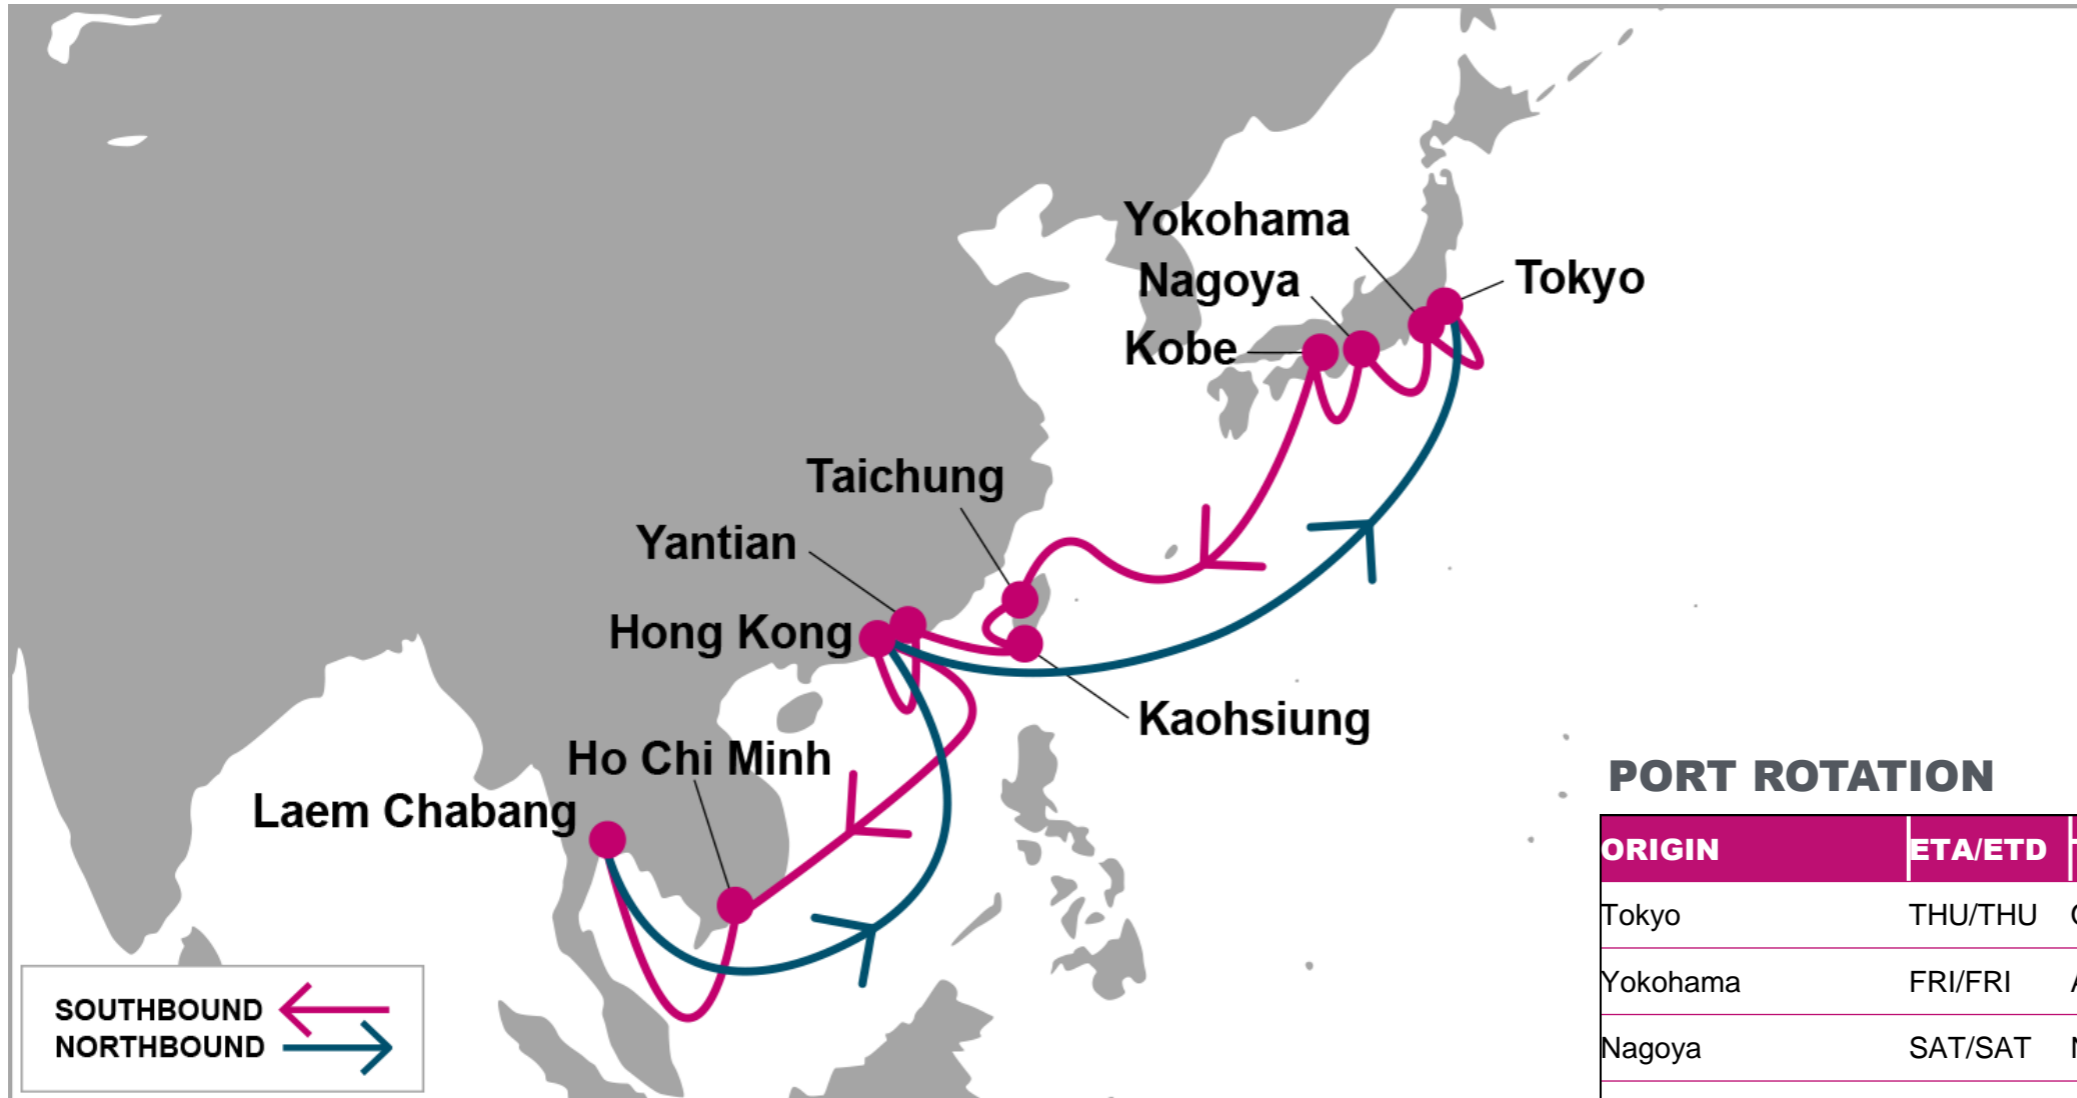 Yokohama
Nagoya
Tokyo
Kobe
Taichung
Yantian
Hong Kong
Kaohsiung
Ho Chi Minh
Laem Chabang
SOUTHBOUND
NORTHBOUND
PORT ROTATION
ORIGIN ETA/ETD
Tokyo THU/THU
Yokohama FRI/FRI
Nagoya SAT/SAT